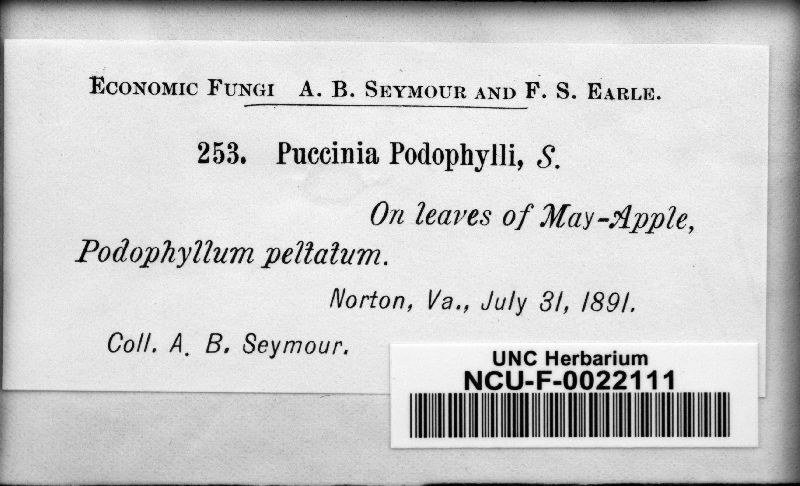 Economic Fungi A. B. Seymour and F. S. Earle.
253. Puccinia Podophylli, S.
On leaves of May-Apple,
Podophyllum peltatum.
Norton, Va., July 31, 1891.
Coll. A. B. Seymour.
UNC Herbarium
NCU-F-0022111